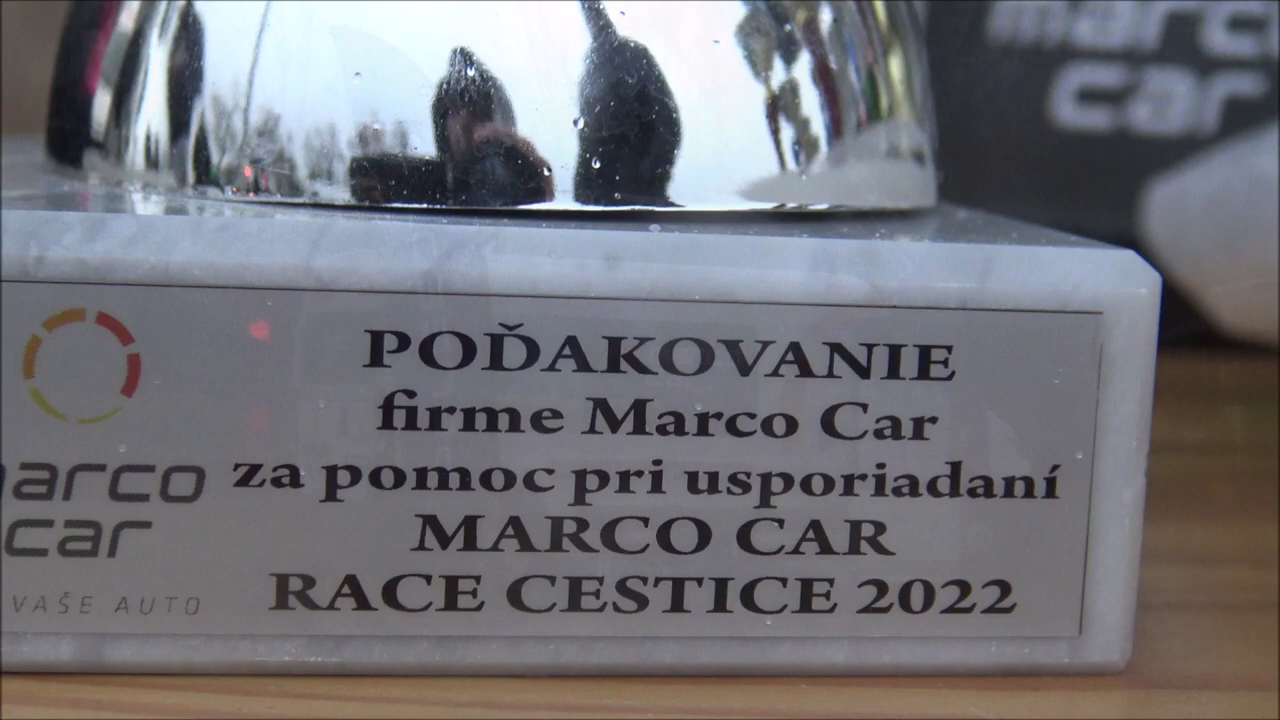 marco
car
POĎAKOVANIE
firme Marco Car
za pomoc pri usporiadaní
MARCO CAR
RACE CESTICE 2022
marco
car
VAŠE AUTO